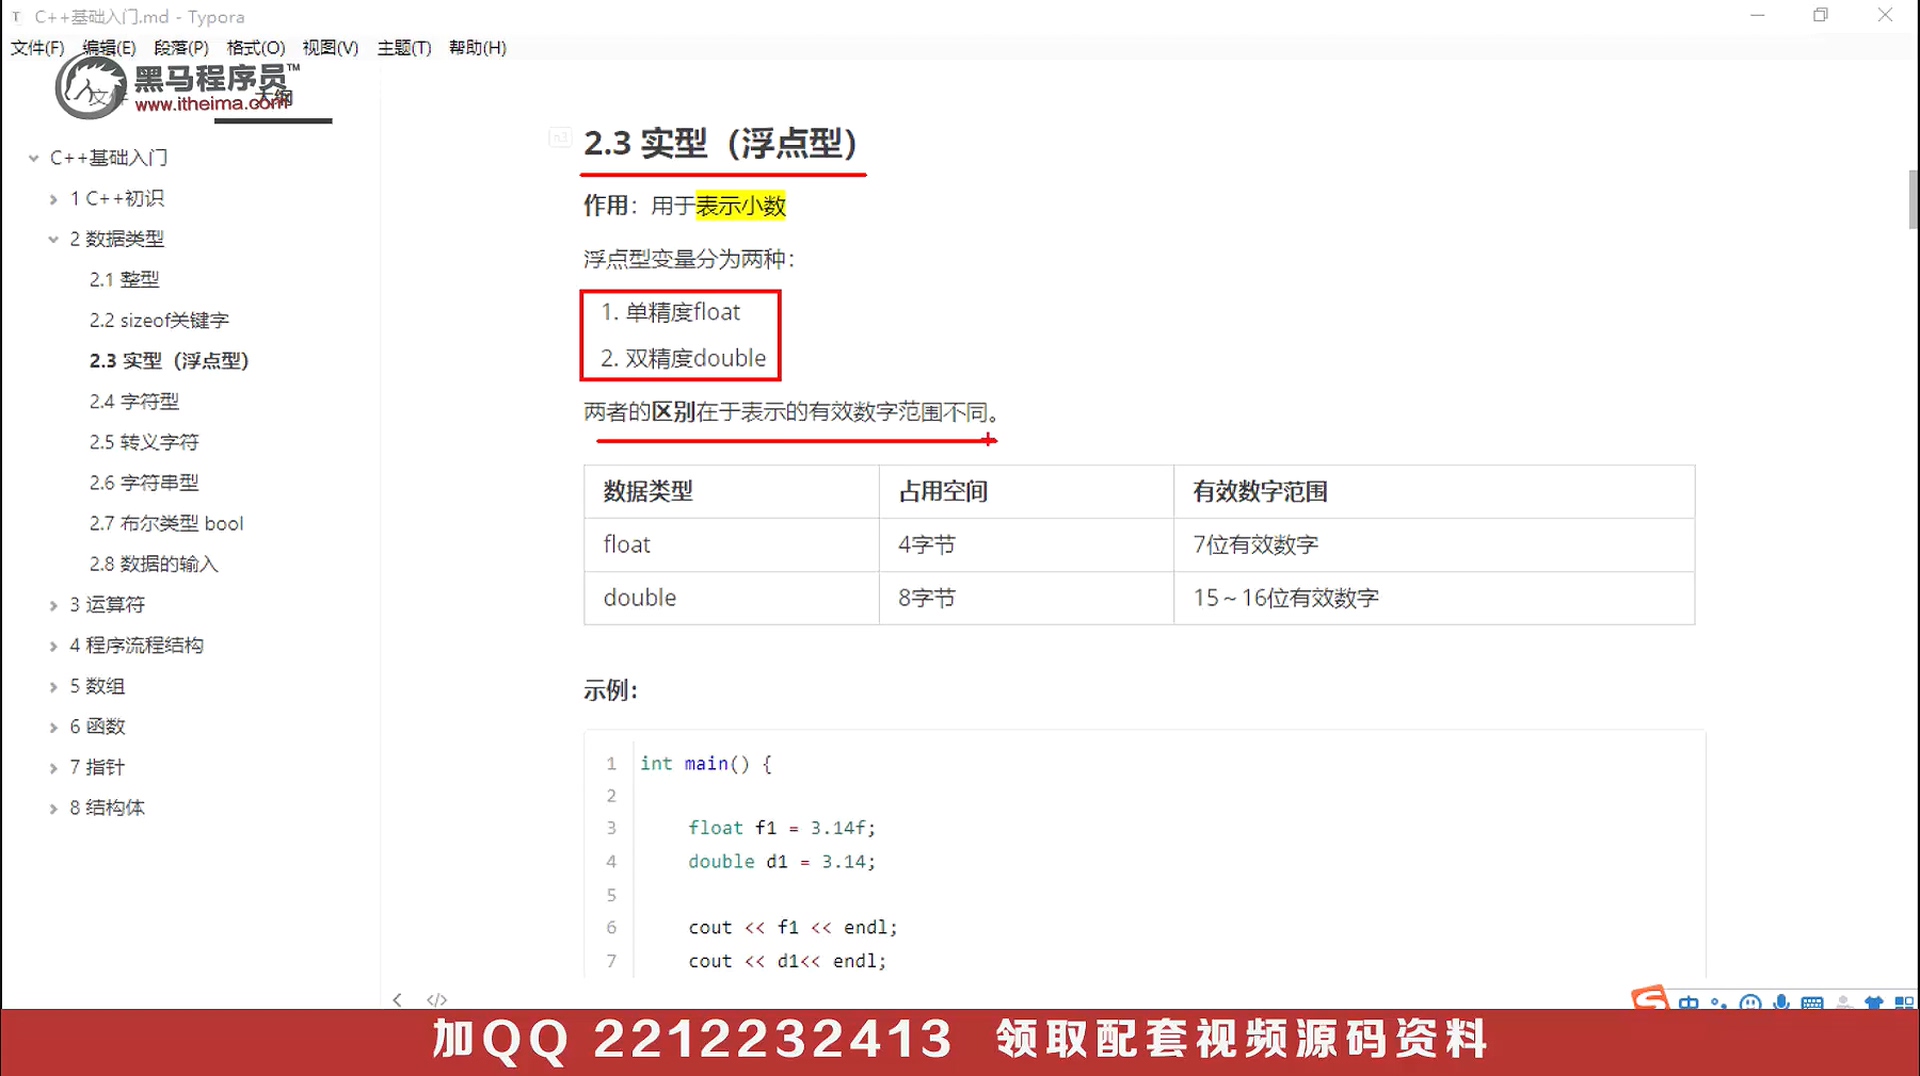 C++基础入门.md - Typora
文件(F) 编辑(E) 段落(P) 格式(O) 视图(V) 主题(T) 帮助(H)
黑马程序员™
www.itheima.com
文件 大纲
C++基础入门
1 C++初识
2 数据类型
2.1 整型
2.2 sizeof关键字
2.3 实型（浮点型）
2.4 字符型
2.5 转义字符
2.6 字符串型
2.7 布尔类型 bool
2.8 数据的输入
3 运算符
4 程序流程结构
5 数组
6 函数
7 指针
8 结构体
2.3 实型（浮点型）
作用：用于表示小数
浮点型变量分为两种：
1. 单精度float
2. 双精度double
两者的区别在于表示的有效数字范围不同。
数据类型 占用空间 有效数字范围
float 4字节 7位有效数字
double 8字节 15～16位有效数字
示例：
1 int main() {
2
3 float f1 = 3.14f;
4 double d1 = 3.14;
5
6 cout << f1 << endl;
7 cout << d1<< endl;
中
加QQ 2212232413 领取配套视频源码资料